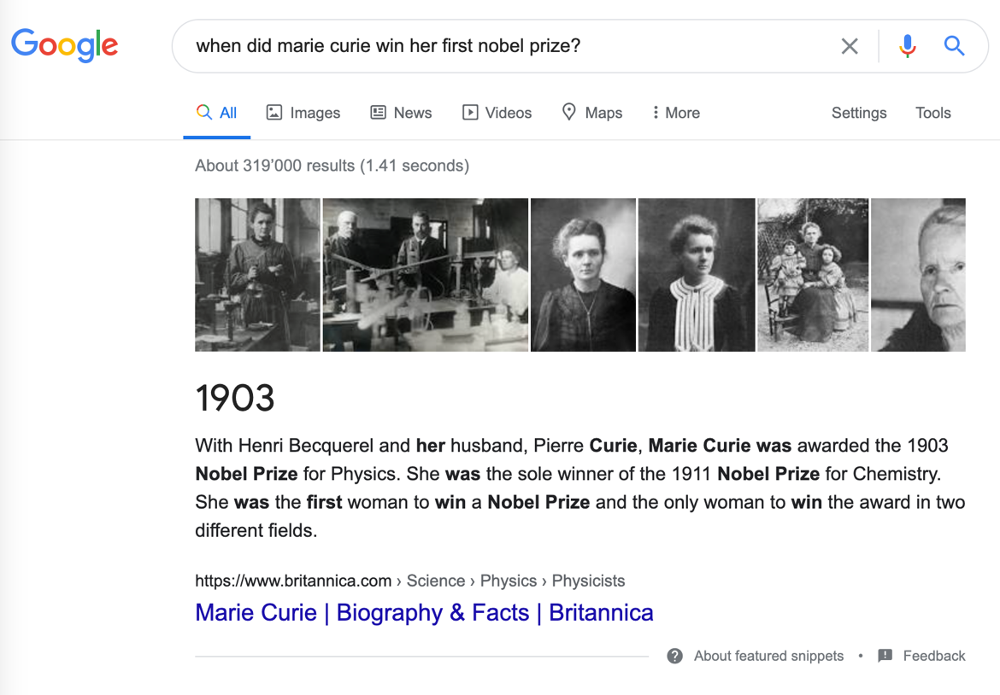 Google
when did marie curie win her first nobel prize?
All Images News Videos Maps More Settings Tools
About 319’000 results (1.41 seconds)
1903
With Henri Becquerel and her husband, Pierre Curie, Marie Curie was awarded the 1903
Nobel Prize for Physics. She was the sole winner of the 1911 Nobel Prize for Chemistry.
She was the first woman to win a Nobel Prize and the only woman to win the award in two
different fields.
https://www.britannica.com › Science › Physics › Physicists
Marie Curie | Biography & Facts | Britannica
About featured snippets • Feedback